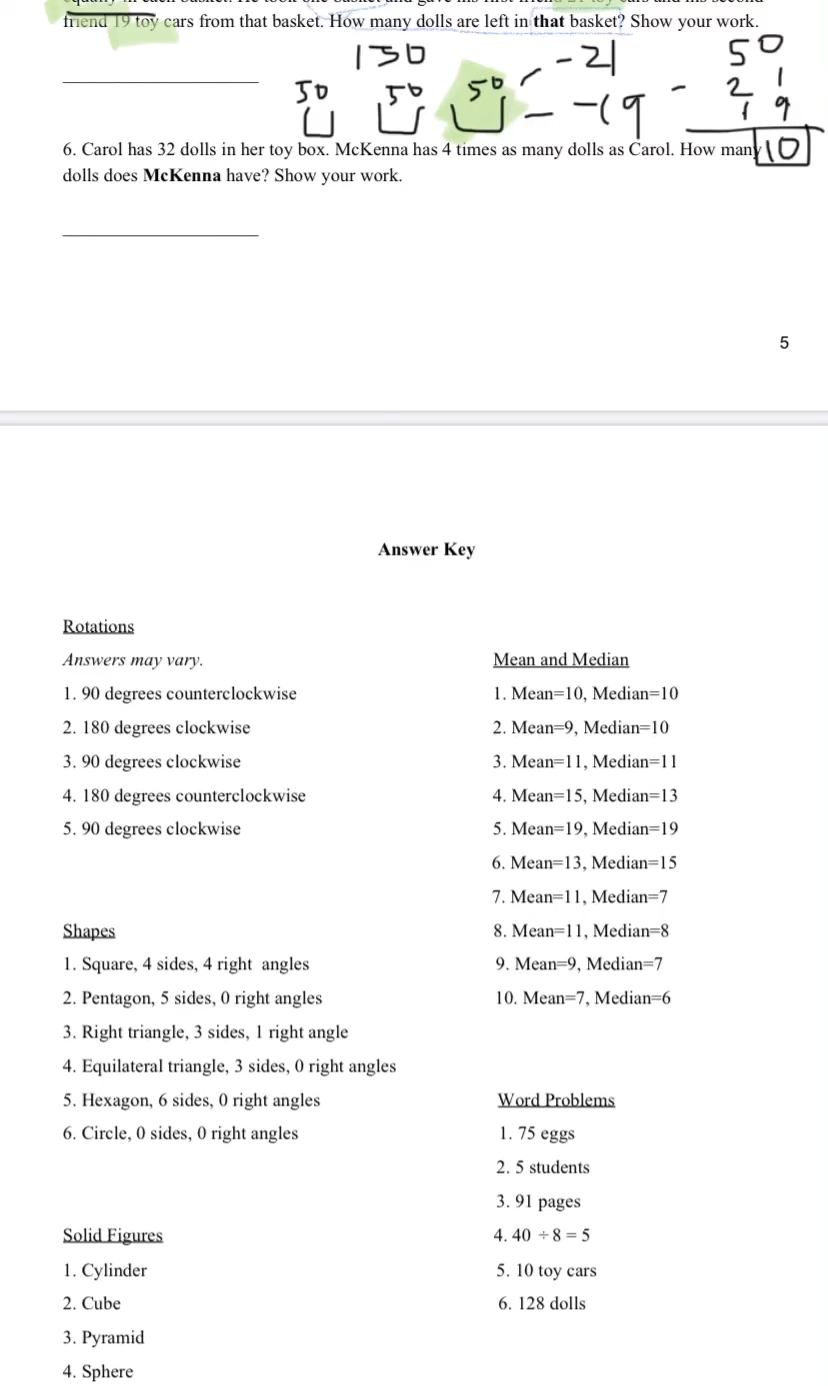 friend 19 toy cars from that basket. How many dolls are left in that basket? Show your work.
150 -21 50
50 50 50 - -19 - 21
19
10
6. Carol has 32 dolls in her toy box. McKenna has 4 times as many dolls as Carol. How many
dolls does McKenna have? Show your work.
5
Answer Key
Rotations
Answers may vary.
1. 90 degrees counterclockwise
2. 180 degrees clockwise
3. 90 degrees clockwise
4. 180 degrees counterclockwise
5. 90 degrees clockwise
Mean and Median
1. Mean=10, Median=10
2. Mean=9, Median=10
3. Mean=11, Median=11
4. Mean=15, Median=13
5. Mean=19, Median=19
6. Mean=13, Median=15
7. Mean=11, Median=7
8. Mean=11, Median=8
9. Mean=9, Median=7
10. Mean=7, Median=6
Shapes
1. Square, 4 sides, 4 right angles
2. Pentagon, 5 sides, 0 right angles
3. Right triangle, 3 sides, 1 right angle
4. Equilateral triangle, 3 sides, 0 right angles
5. Hexagon, 6 sides, 0 right angles
6. Circle, 0 sides, 0 right angles
Word Problems
1. 75 eggs
2. 5 students
3. 91 pages
4. 40 ÷ 8 = 5
5. 10 toy cars
6. 128 dolls
Solid Figures
1. Cylinder
2. Cube
3. Pyramid
4. Sphere